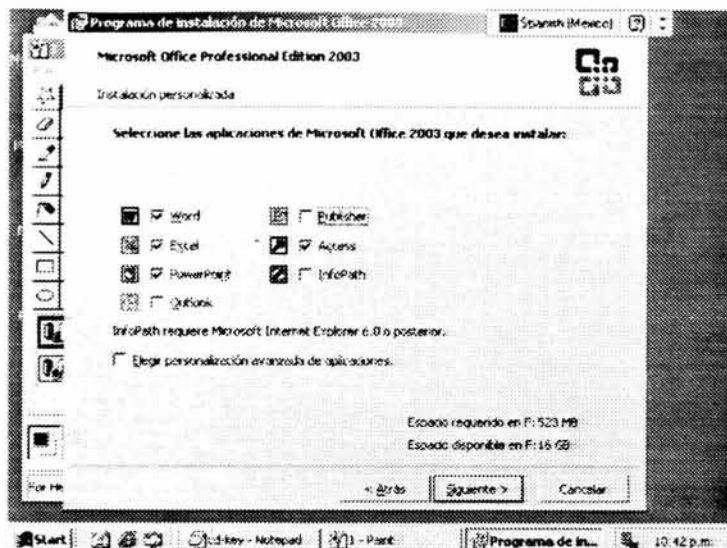 Programa de instalación de Microsoft Office 2003
Spanish (Mexico)
Microsoft Office Professional Edition 2003
Instalación personalizada
Seleccione las aplicaciones de Microsoft Office 2003 que desea instalar:
Word
Publisher
Excel
Access
PowerPoint
InfoPath
Outlook
InfoPath requiere Microsoft Internet Explorer 6.0 o posterior.
Elegir personalización avanzada de aplicaciones.
Espacio requerido en F: 523 MB
Espacio disponible en F: 16 GB
For He
< Atrás
Siguiente >
Cancelar
Start
cd-key - Notepad
1 - Paint
Programa de in...
10:42 p.m.